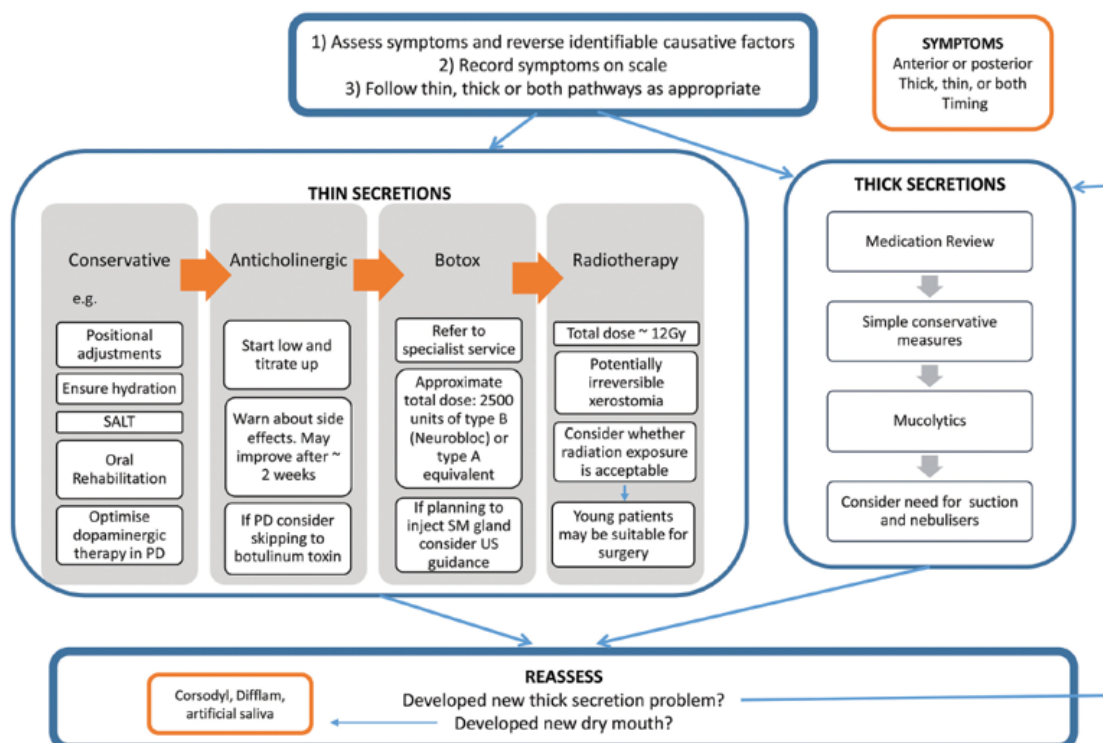 1) Assess symptoms and reverse identifiable causative factors
2) Record symptoms on scale
3) Follow thin, thick or both pathways as appropriate
SYMPTOMS
Anterior or posterior
Thick, thin, or both
Timing
THIN SECRETIONS
Conservative
e.g.
Positional
adjustments
Ensure hydration
SALT
Oral
Rehabilitation
Optimise
dopaminergic
therapy in PD
Anticholinergic
Start low and
titrate up
Warn about side
effects. May
improve after ~
2 weeks
If PD consider
skipping to
botulinum toxin
Botox
Refer to
specialist service
Approximate
total dose: 2500
units of type B
(Neurobloc) or
type A
equivalent
If planning to
inject SM gland
consider US
guidance
Radiotherapy
Total dose ~ 12Gy
Potentially
irreversible
xerostomia
Consider whether
radiation exposure
is acceptable
Young patients
may be suitable for
surgery
THICK SECRETIONS
Medication Review
Simple conservative
measures
Mucolytics
Consider need for suction
and nebulisers
REASSESS
Developed new thick secretion problem?
Developed new dry mouth?
Corsodyl, Difflam,
artificial saliva